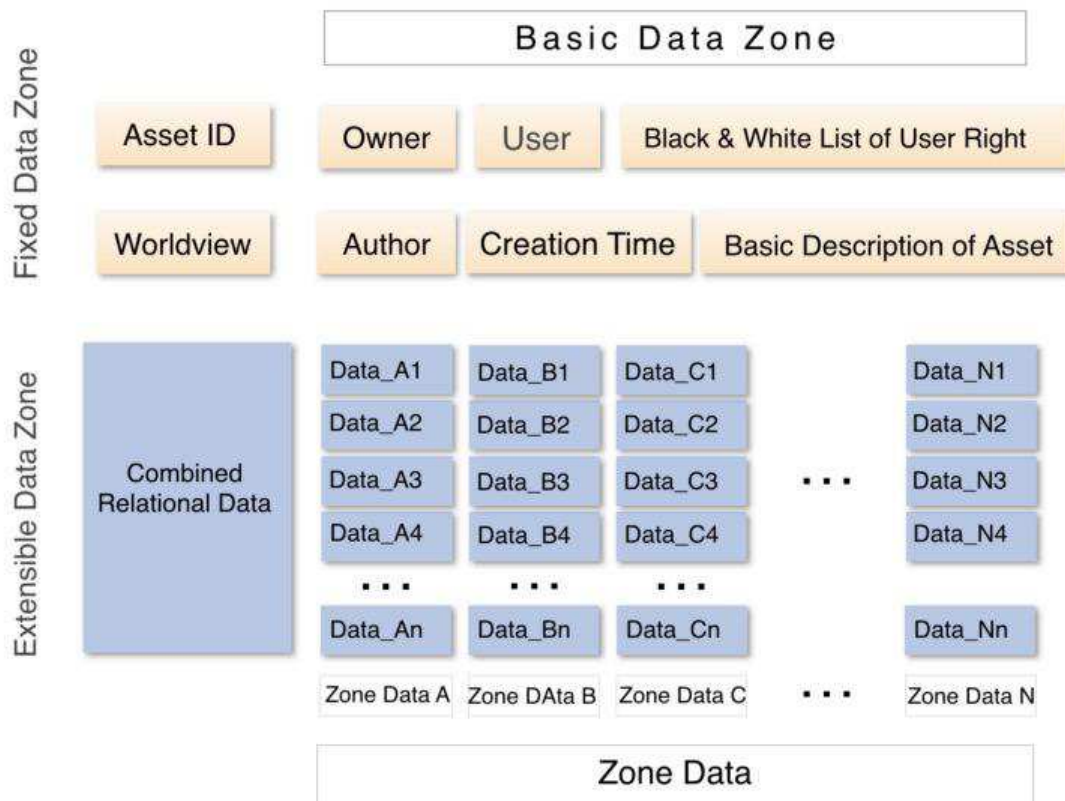 Basic Data Zone
Fixed Data Zone
Asset ID
Owner
User
Black & White List of User Right
Worldview
Author
Creation Time
Basic Description of Asset
Extensible Data Zone
Combined
Relational Data
Data_A1
Data_B1
Data_C1
Data_N1
Data_A2
Data_B2
Data_C2
Data_N2
Data_A3
Data_B3
Data_C3
...
Data_N3
Data_A4
Data_B4
Data_C4
Data_N4
...
...
...
Data_An
Data_Bn
Data_Cn
Data_Nn
Zone Data A
Zone DAta B
Zone Data C
...
Zone Data N
Zone Data